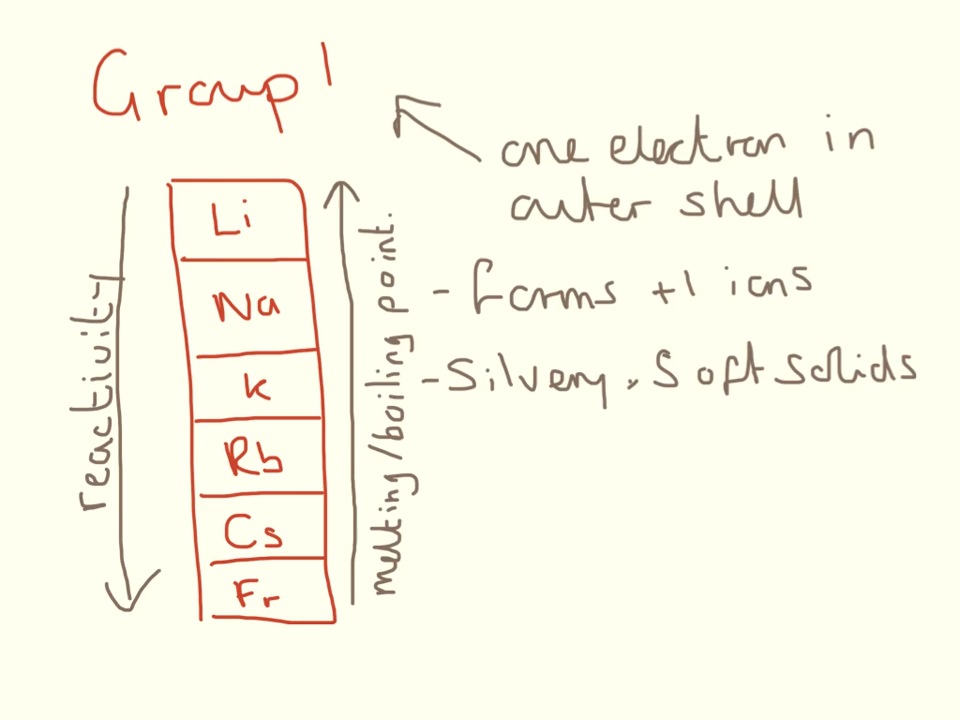 Group 1
one electron in
outer shell
- forms +1 ions
- Silvery, Soft solids
reactivity
Li
Na
K
Rb
Cs
Fr
melting/boiling point.